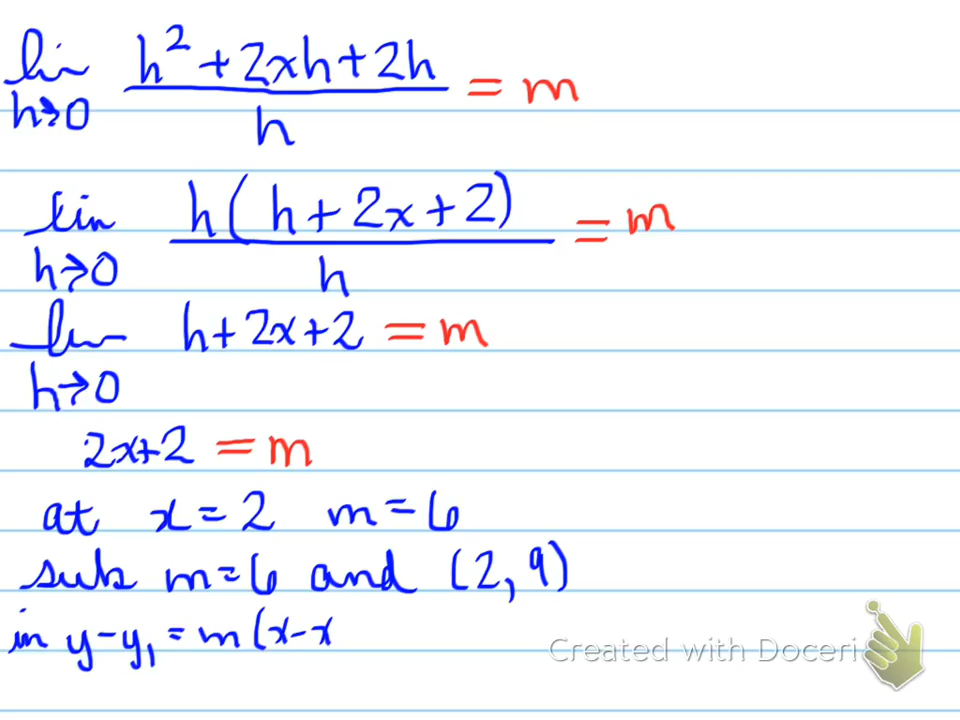 lim h→0 h² + 2xh + 2h / h = m
lim h→0 h(h + 2x + 2) / h = m
lim h→0 h + 2x + 2 = m
2x + 2 = m
at x = 2 m = 6
sub m = 6 and (2, 9)
in y - y₁ = m (x - x
Created with Doceri